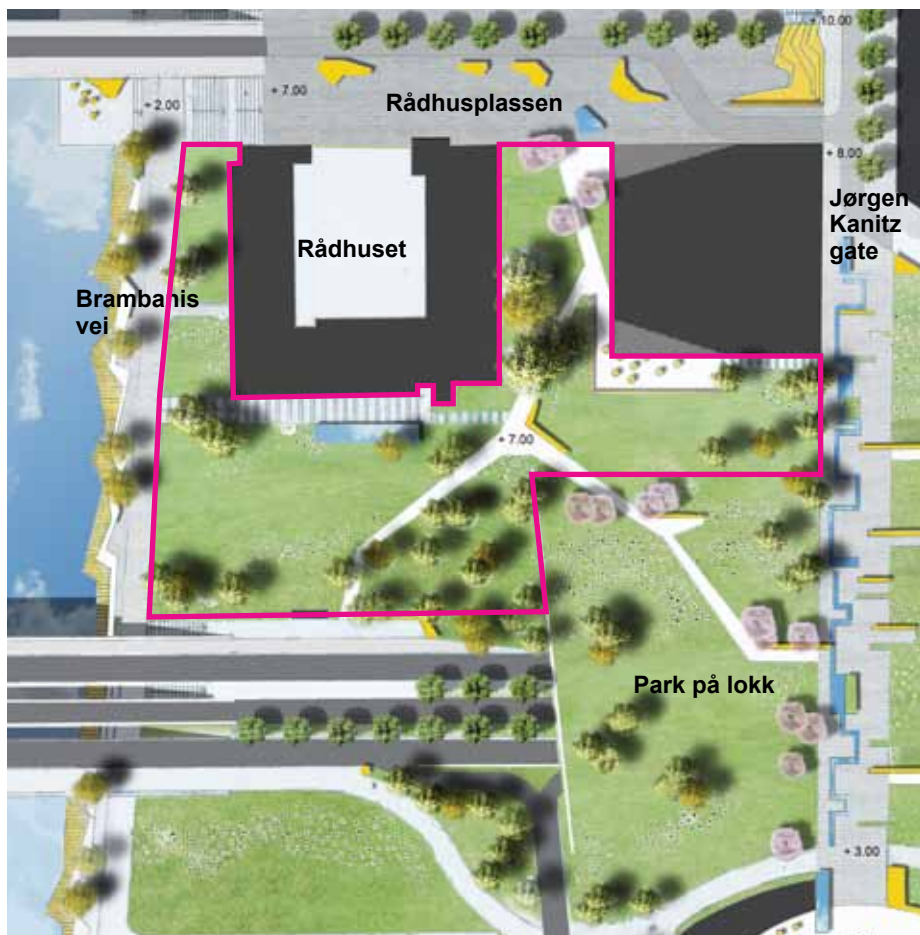 + 10.00
+ 2.00
+ 7.00
Rådhusplassen
+ 8.00
Jørgen
Kanitz
gate
Rådhuset
Brambanis
vei
+ 7.00
Park på lokk
+ 3.00